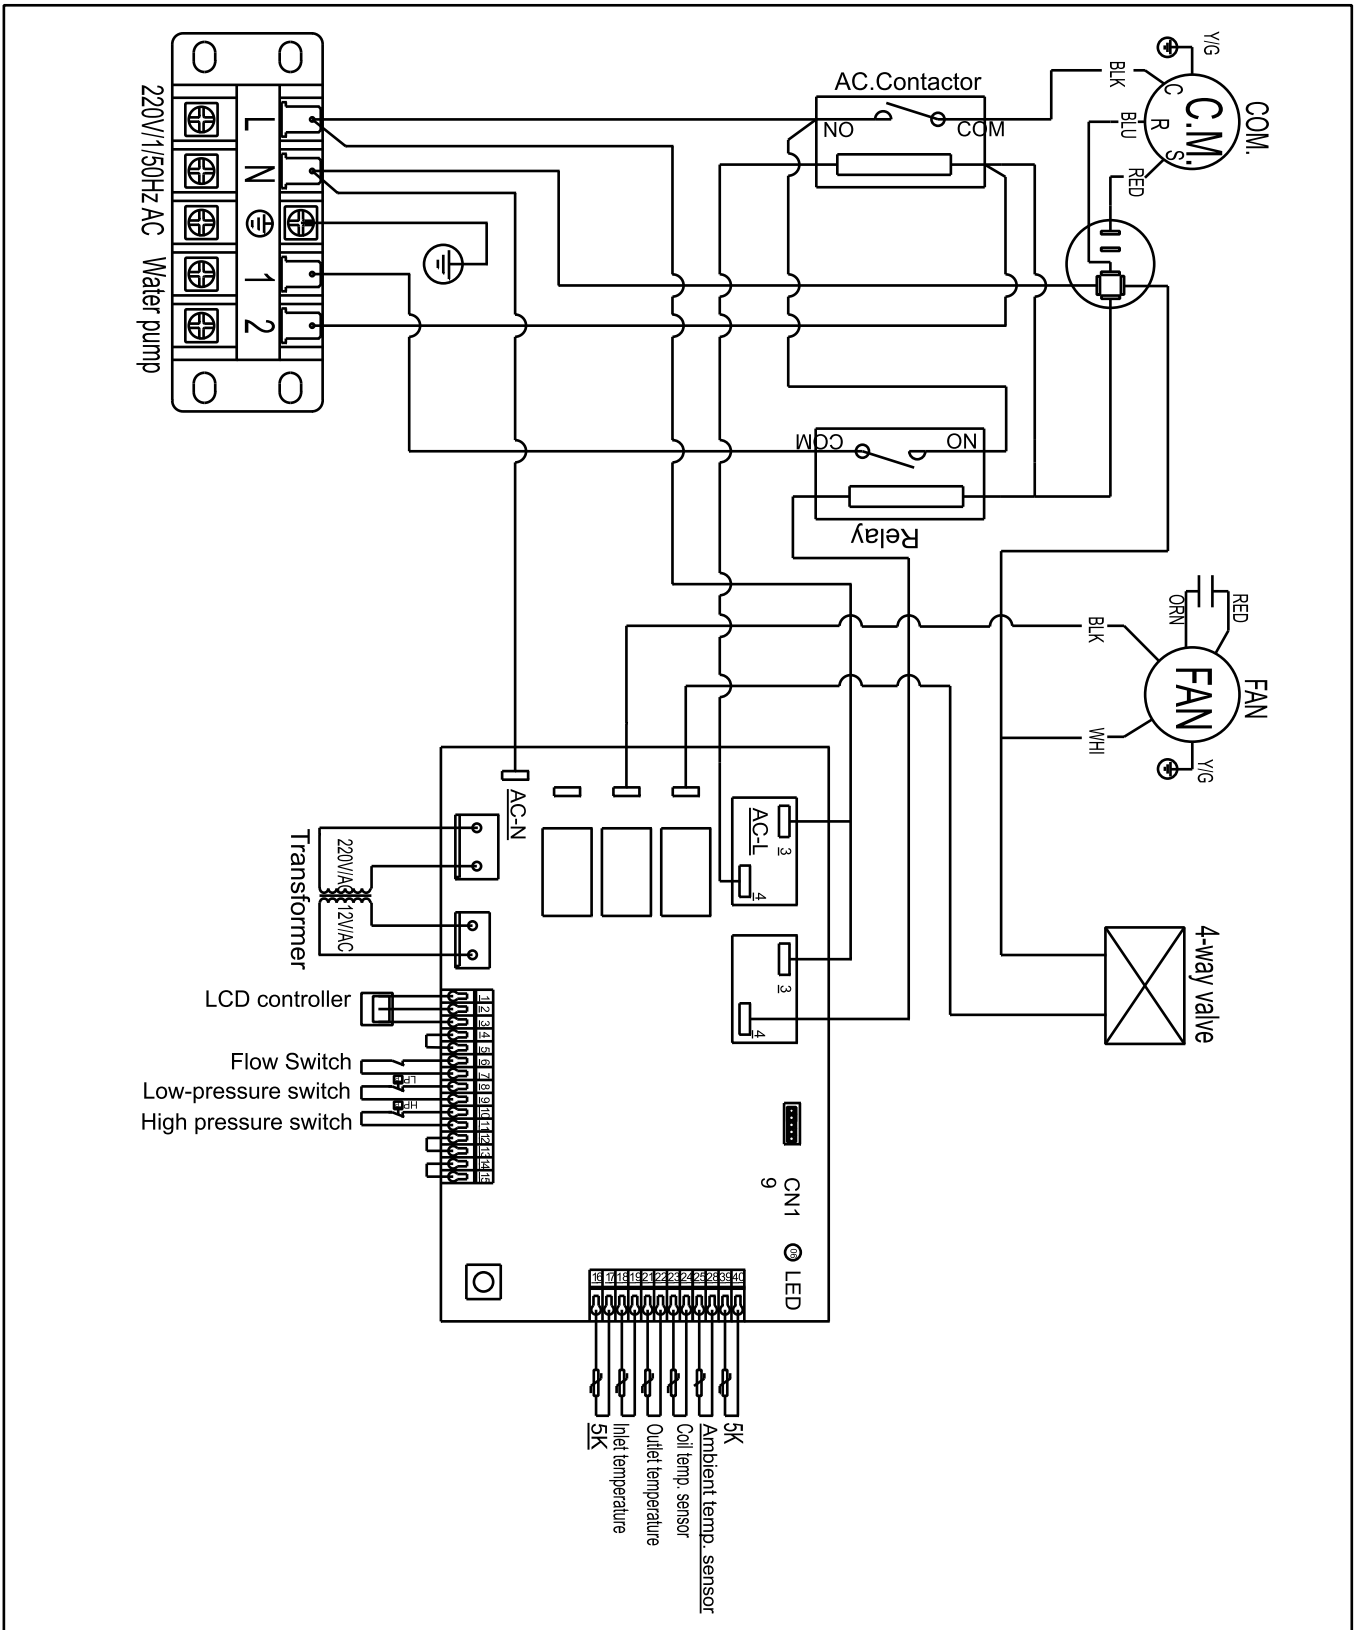 220V/1/50Hz AC Water pump
L
N
1
2
AC.Contactor
NO
COM
BLK
BLU
RED
Y/G
C
R
S
C.M.
COM.
COM
NO
Relay
ORN
RED
BLK
FAN
FAN
WHI
Y/G
AC-N
AC-L
3
4
3
4
4-way valve
Transformer
220V/AC
12V/AC
LCD controller
Flow Switch
Low-pressure switch
High pressure switch
LP
HP
1
2
3
4
5
6
7
8
9
10
11
12
13
14
15
CN1
9
06
LED
16 17 18 19 21 22 23 24 25 28 39 40
5K
Inlet temperature
Outlet temperature
Coil temp. sensor
Ambient temp. sensor
5K